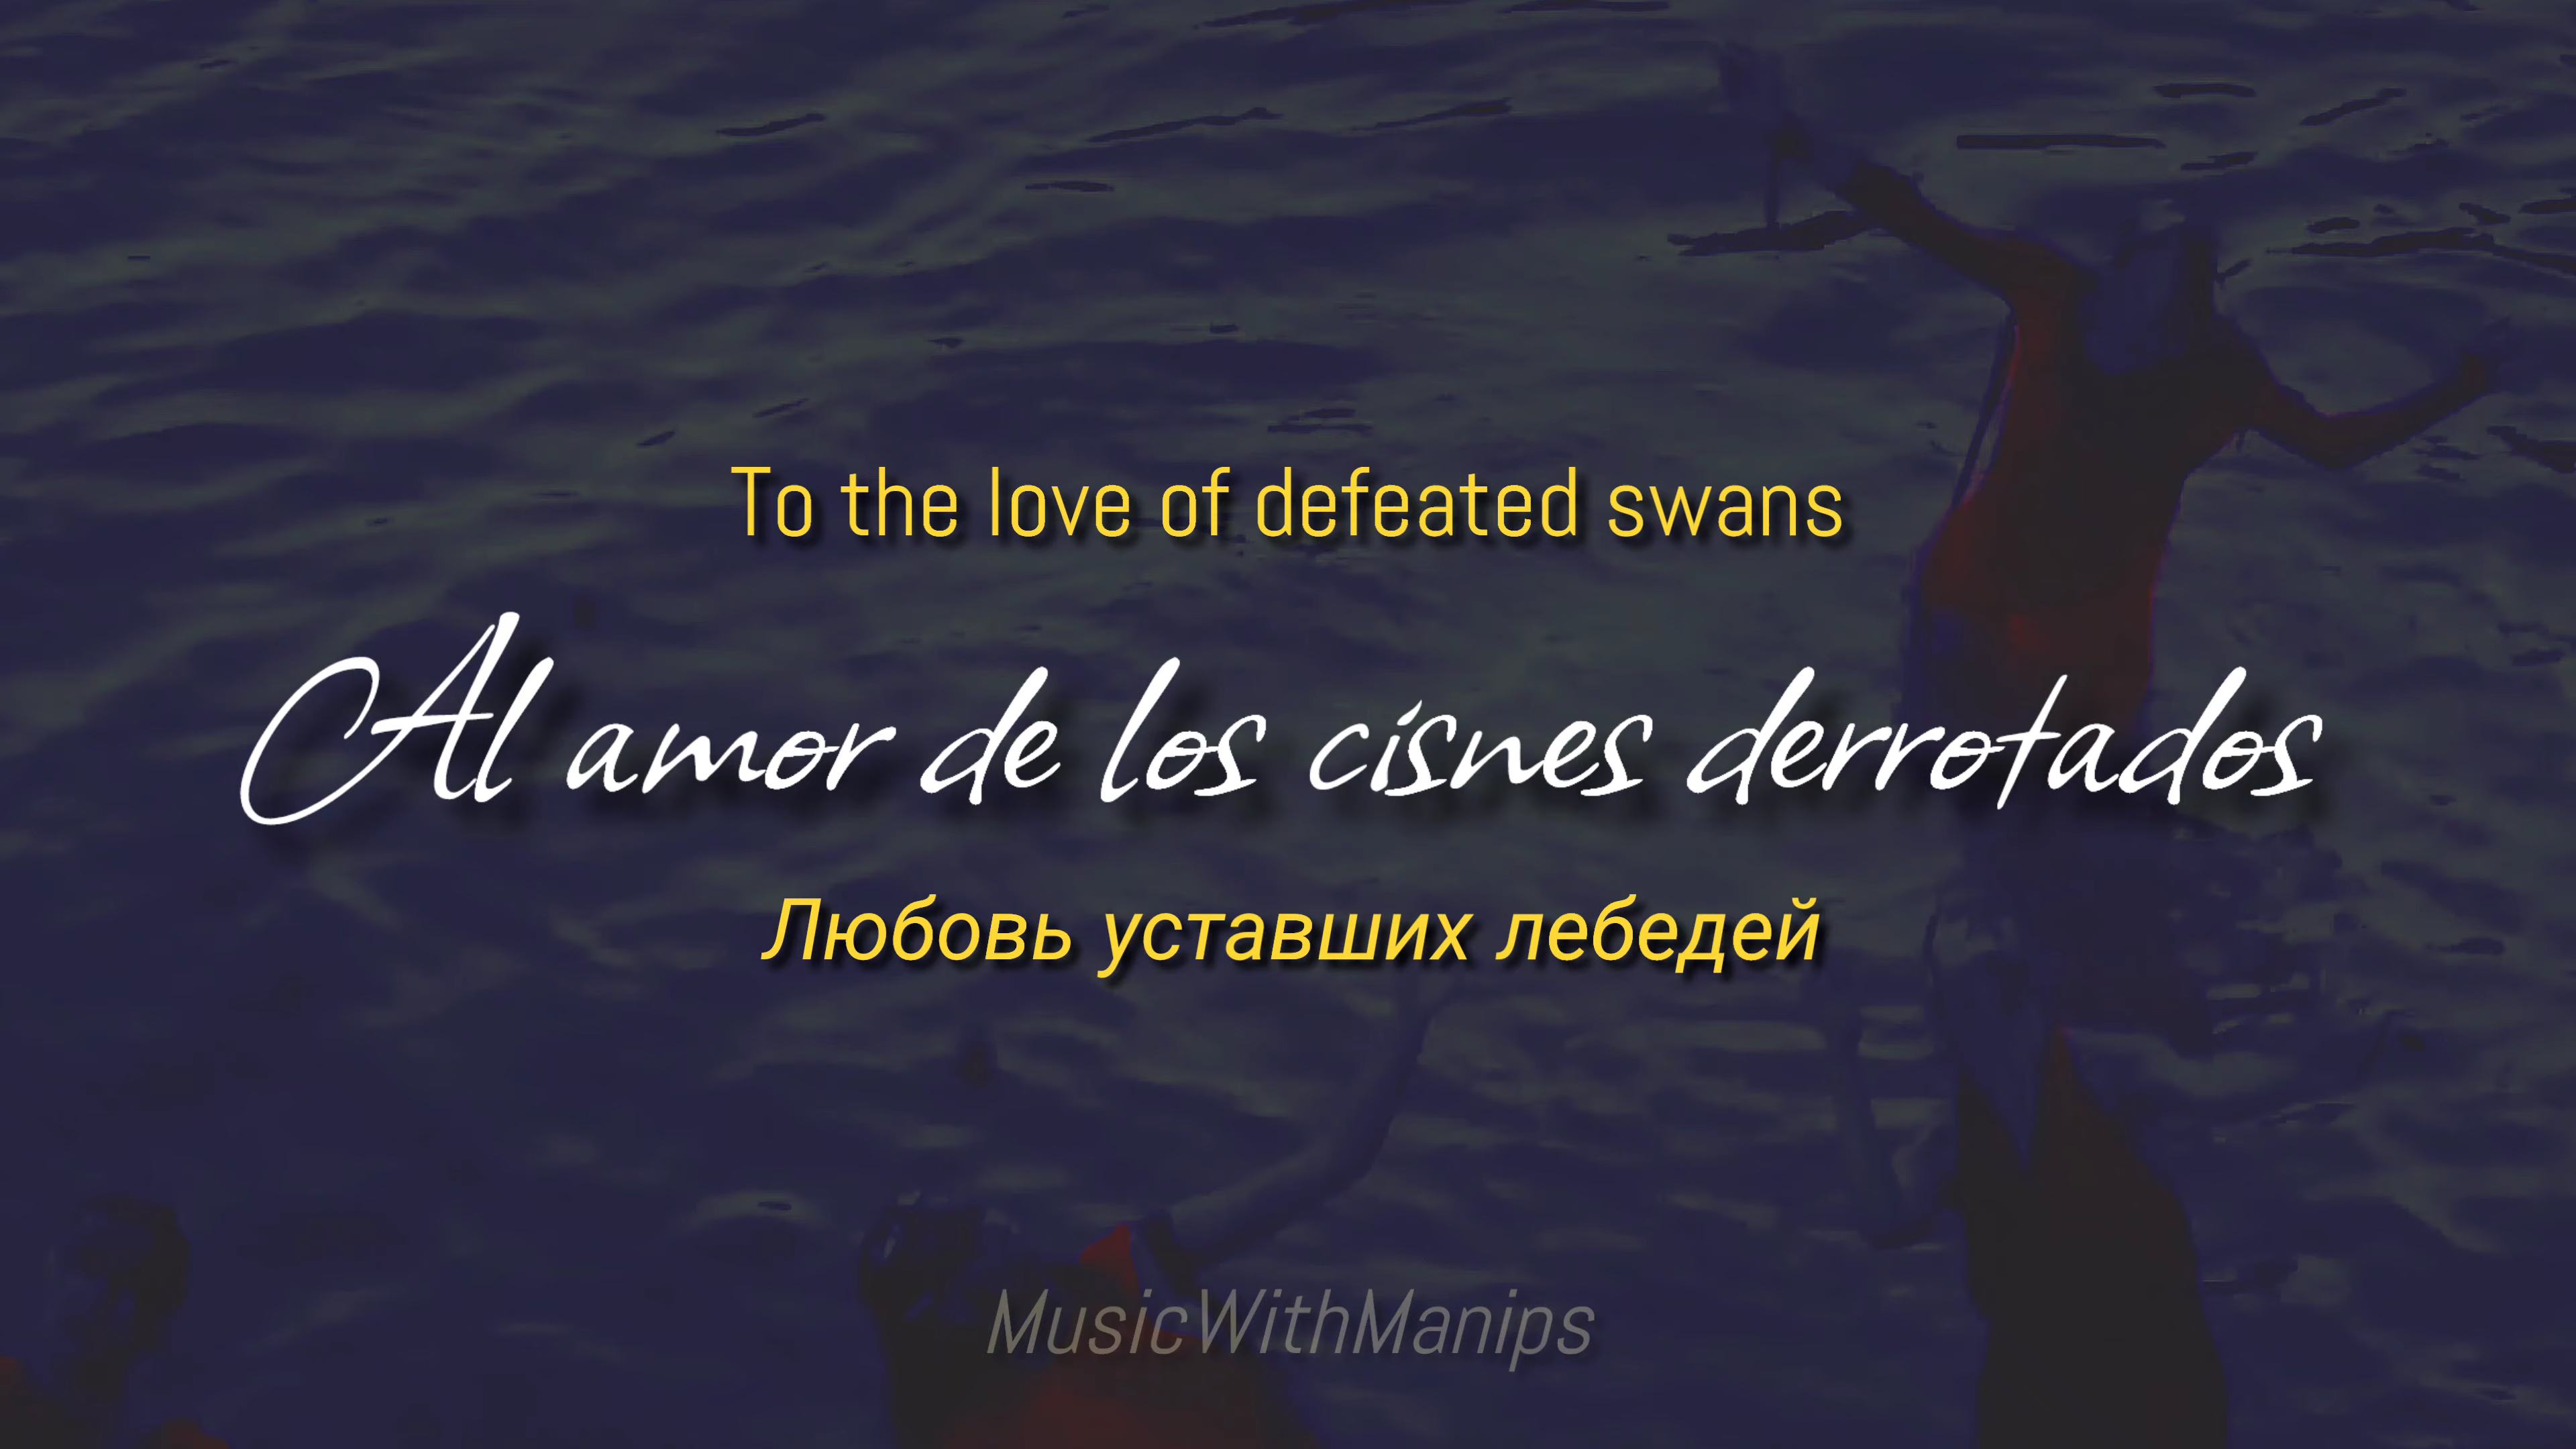 To the love of defeated swans
Al amor de los cisnes derrotados
Любовь уставших лебедей
MusicWithManips